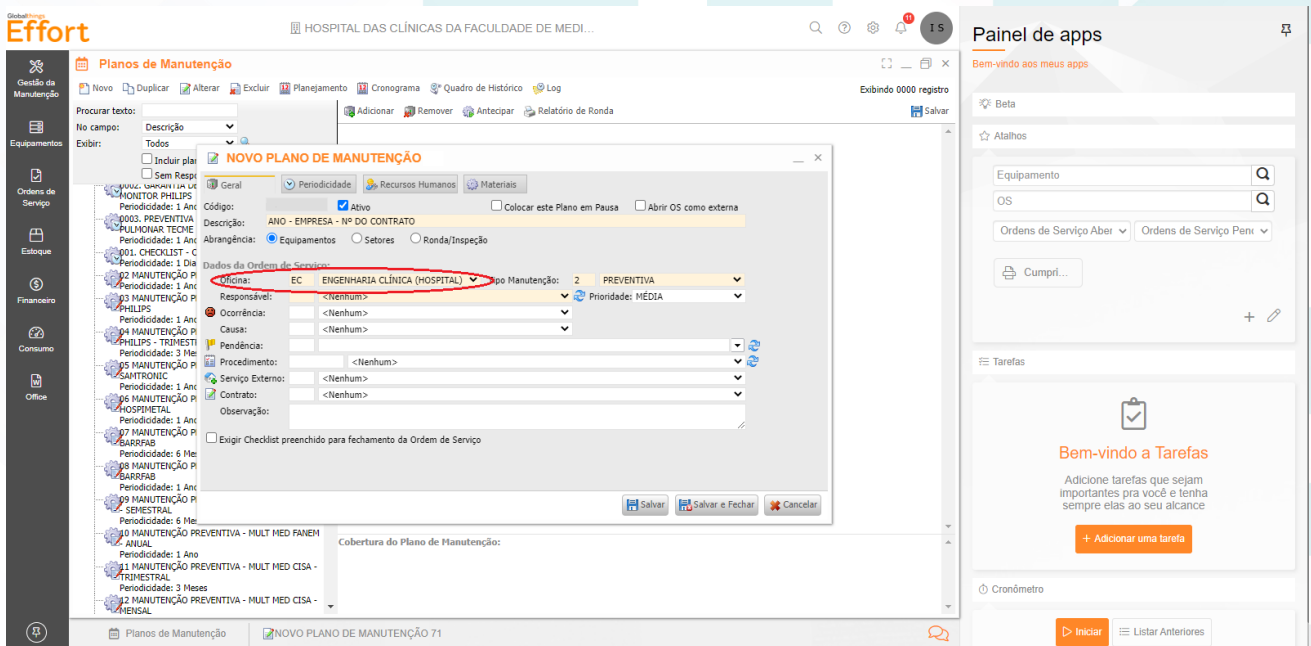 Globalthings
Effort
HOSPITAL DAS CLÍNICAS DA FACULDADE DE MEDI...
11
I S
Gestão da Manutenção
Equipamentos
Ordens de Serviço
Estoque
Financeiro
Consumo
Office
Planos de Manutenção
Novo Duplicar Alterar Excluir Planejamento Cronograma Quadro de Histórico Log
Exibindo 0000 registro
Procurar texto:
No campo: Descrição
Exibir: Todos
Incluir plan
Sem Respo
Adicionar Remover Antecipar Relatório de Ronda
Salvar
0002. GARANTIA DE
MONITOR PHILIPS
Periodicidade: 1 Ano
0003. PREVENTIVA
PULMONAR TECME
Periodicidade: 1 Ano
001. CHECKLIST - C
Periodicidade: 1 Dia
02 MANUTENÇÃO P
Periodicidade: 1 Ano
03 MANUTENÇÃO P
PHILIPS
Periodicidade: 1 Ano
04 MANUTENÇÃO P
PHILIPS - TRIMEST
Periodicidade: 3 Mes
05 MANUTENÇÃO P
SAMTRONIC
Periodicidade: 1 Ano
06 MANUTENÇÃO P
HOSPIMETAL
Periodicidade: 1 Ano
07 MANUTENÇÃO P
BARRFAB
Periodicidade: 6 Mes
08 MANUTENÇÃO P
BARRFAB
Periodicidade: 1 Ano
09 MANUTENÇÃO P
- SEMESTRAL
Periodicidade: 6 Mes
10 MANUTENÇÃO PREVENTIVA - MULT MED FANEM
- ANUAL
Periodicidade: 1 Ano
11 MANUTENÇÃO PREVENTIVA - MULT MED CISA -
TRIMESTRAL
Periodicidade: 3 Meses
12 MANUTENÇÃO PREVENTIVA - MULT MED CISA -
MENSAL
NOVO PLANO DE MANUTENÇÃO
Geral Periodicidade Recursos Humanos Materiais
Código: Ativo Colocar este Plano em Pausa Abrir OS como externa
Descrição: ANO - EMPRESA - Nº DO CONTRATO
Abrangência: Equipamentos Setores Ronda/Inspeção
Dados da Ordem de Serviço:
Oficina: EC ENGENHARIA CLÍNICA (HOSPITAL) Tipo Manutenção: 2 PREVENTIVA
Responsável: <Nenhum> Prioridade: MÉDIA
Ocorrência: <Nenhum>
Causa: <Nenhum>
Pendência:
Procedimento: <Nenhum>
Serviço Externo: <Nenhum>
Contrato: <Nenhum>
Observação:
Exigir Checklist preenchido para fechamento da Ordem de Serviço
Salvar Salvar e Fechar Cancelar
Cobertura do Plano de Manutenção:
Planos de Manutenção NOVO PLANO DE MANUTENÇÃO 71
Painel de apps
Bem-vindo aos meus apps
Beta
Atalhos
Equipamento
OS
Ordens de Serviço Aber Ordens de Serviço Penc
Cumpri...
Tarefas
Bem-vindo a Tarefas
Adicione tarefas que sejam
importantes pra você e tenha
sempre elas ao seu alcance
+ Adicionar uma tarefa
Cronômetro
Iniciar Listar Anteriores